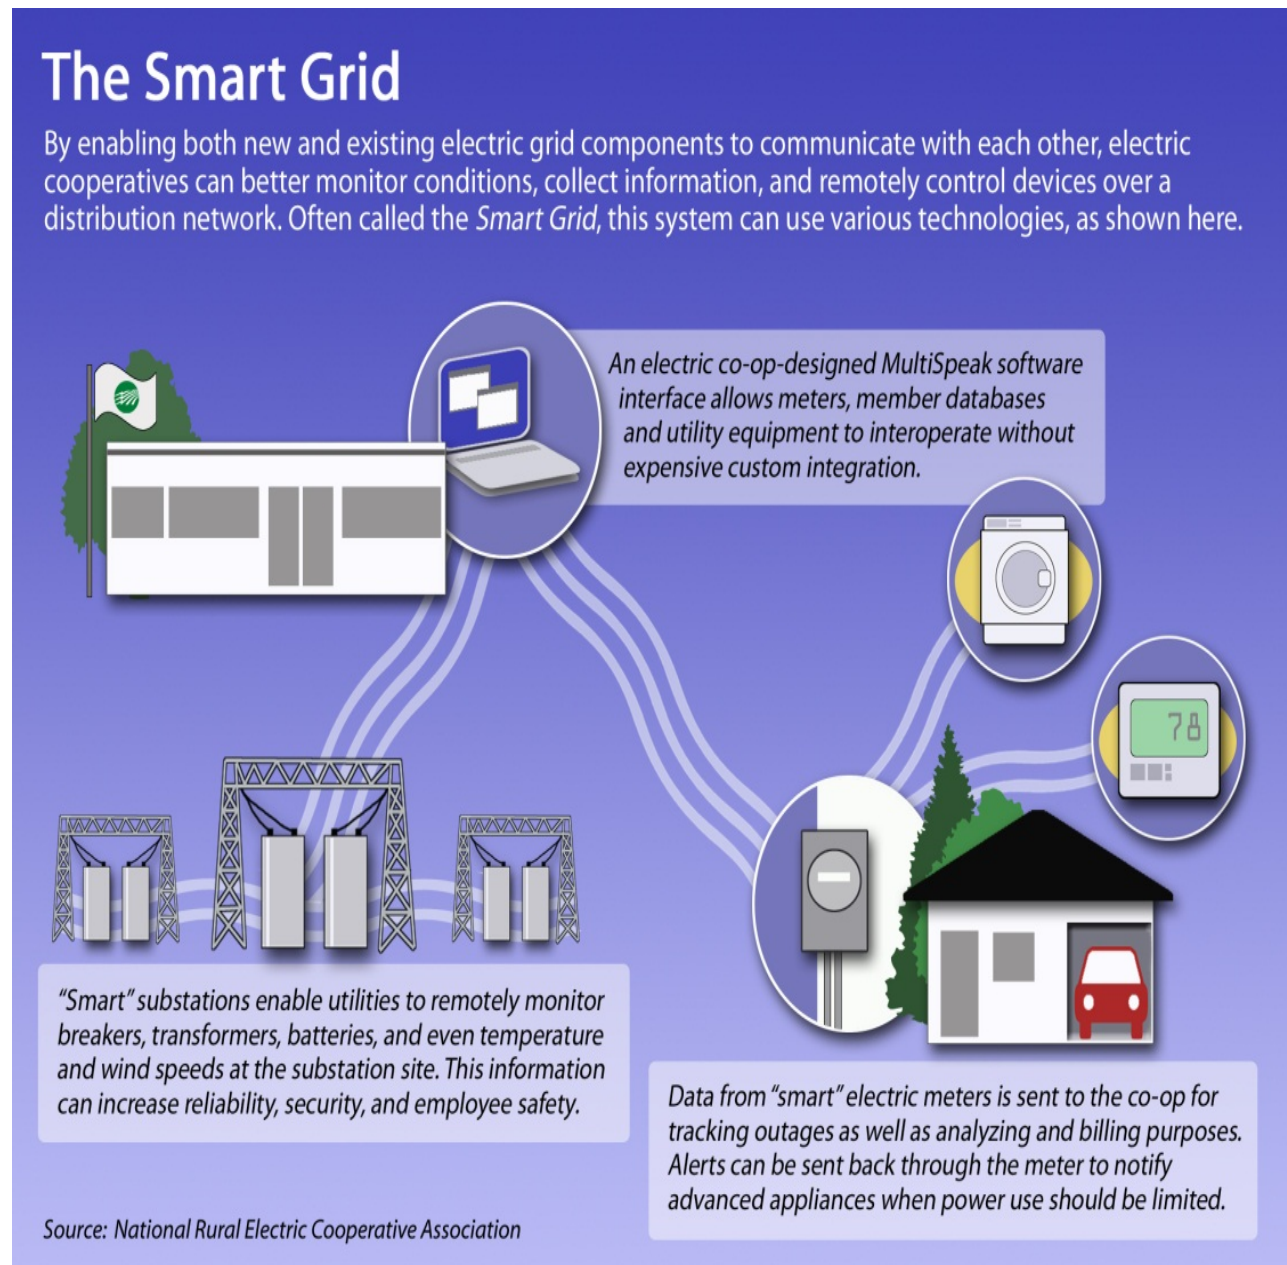 The Smart Grid
By enabling both new and existing electric grid components to communicate with each other, electric
cooperatives can better monitor conditions, collect information, and remotely control devices over a
distribution network. Often called the Smart Grid, this system can use various technologies, as shown here.
An electric co-op-designed MultiSpeak software
interface allows meters, member databases
and utility equipment to interoperate without
expensive custom integration.
78
“Smart” substations enable utilities to remotely monitor
breakers, transformers, batteries, and even temperature
and wind speeds at the substation site. This information
can increase reliability, security, and employee safety.
Data from “smart” electric meters is sent to the co-op for
tracking outages as well as analyzing and billing purposes.
Alerts can be sent back through the meter to notify
advanced appliances when power use should be limited.
Source: National Rural Electric Cooperative Association